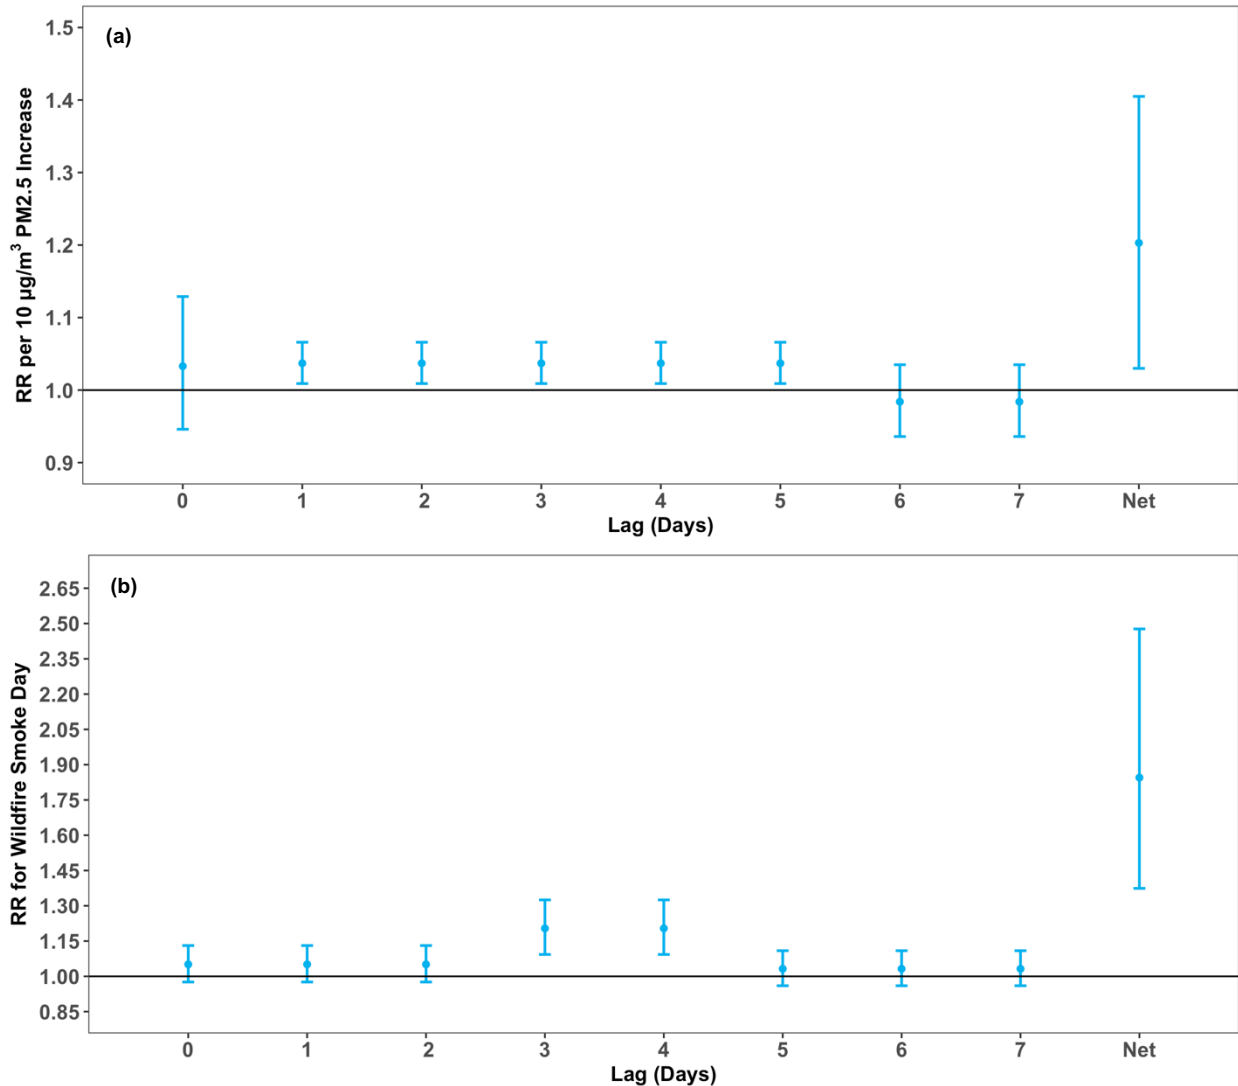 (a)
RR per 10 µg/m³ PM2.5 Increase
1.5
1.4
1.3
1.2
1.1
1.0
0.9
0 1 2 3 4 5 6 7 Net
Lag (Days)
(b)
RR for Wildfire Smoke Day
2.65
2.50
2.35
2.20
2.05
1.90
1.75
1.60
1.45
1.30
1.15
1.00
0.85
0 1 2 3 4 5 6 7 Net
Lag (Days)